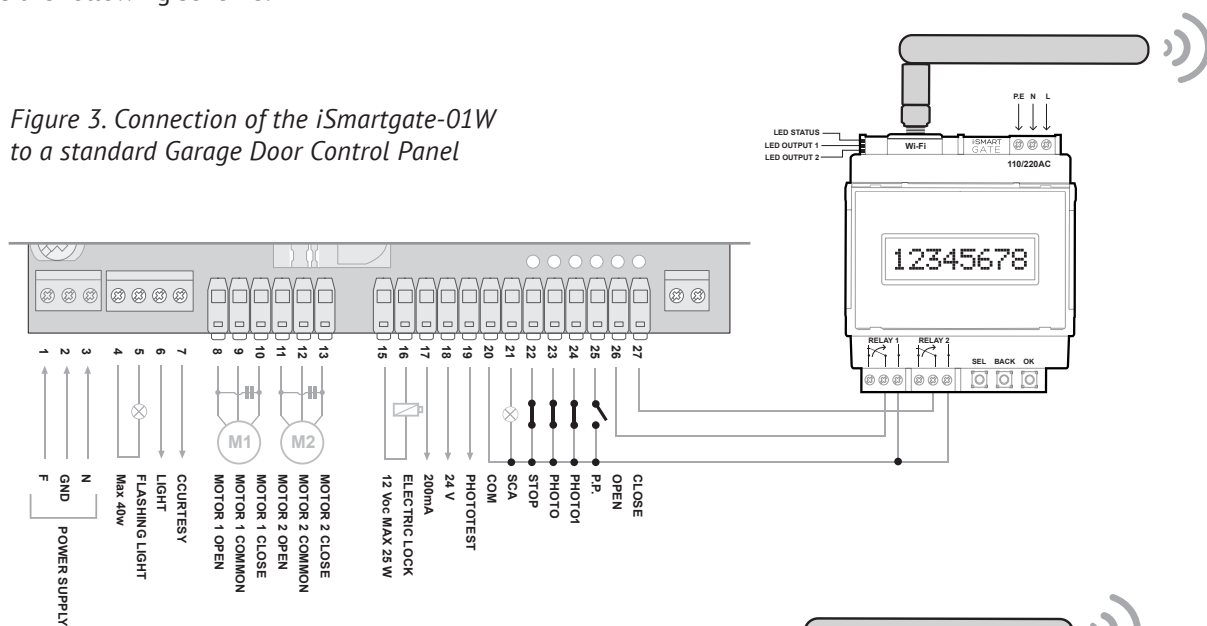 Figure 3. Connection of the iSmartgate-01W
to a standard Garage Door Control Panel
P.E N L
LED STATUS
LED OUTPUT 1
LED OUTPUT 2
Wi-Fi
ISMART
GATE
110/220AC
12345678
RELAY 1 RELAY 2
SEL BACK OK
1 2 3 4 5 6 7 8 9 10 11 12 13 15 16 17 18 19 20 21 22 23 24 25 26 27
M1 M2
F
GND
N
POWER SUPPLY
Max 40w
FLASHING LIGHT
LIGHT
CCURTESY
MOTOR 1 OPEN
MOTOR 1 COMMON
MOTOR 1 CLOSE
MOTOR 2 OPEN
MOTOR 2 COMMON
MOTOR 2 CLOSE
12 Voc MAX 25 W
ELECTRIC LOCK
200mA
24 V
PHOTOTEST
COM
SCA
STOP
PHOTO
PHOTO1
P.P.
OPEN
CLOSE